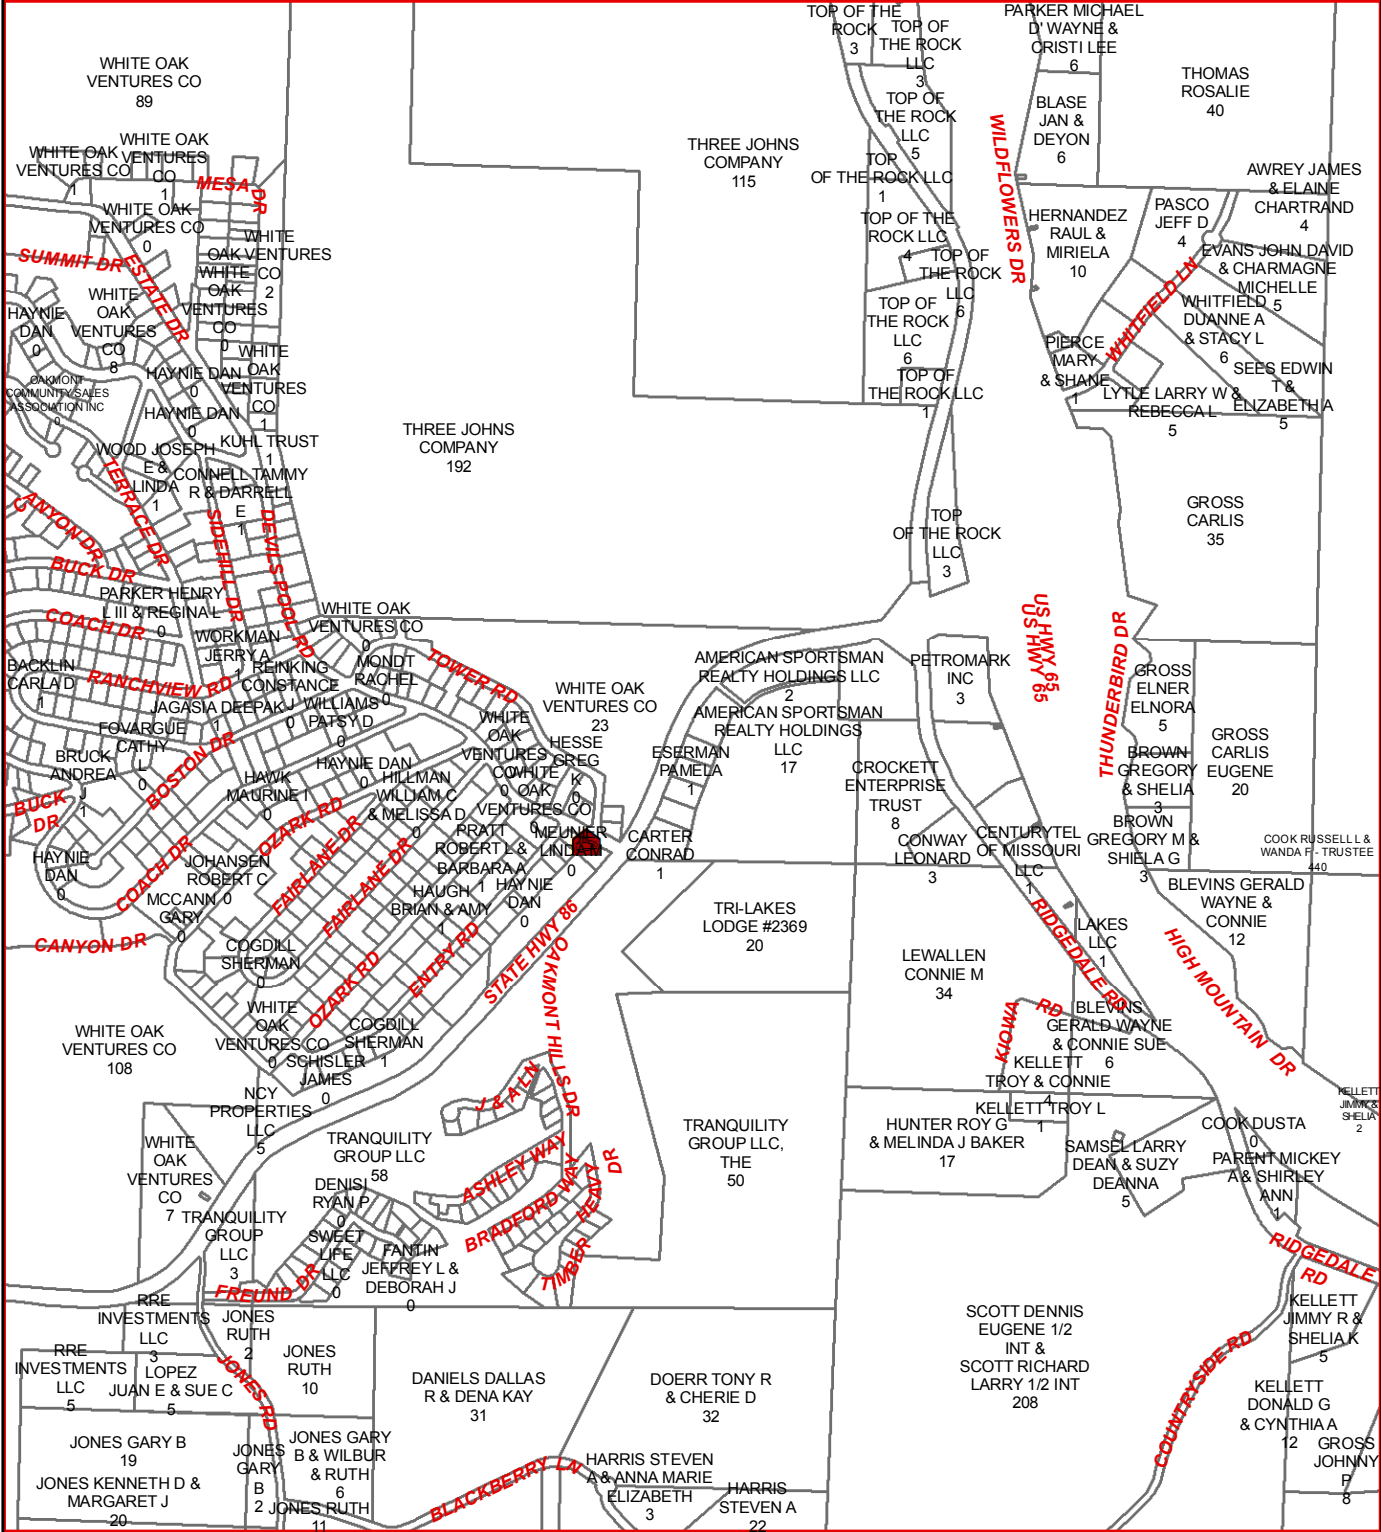 WHITE OAK
VENTURES CO
89
TOP OF THE
ROCK
3
TOP OF
THE ROCK
LLC
3
PARKER MICHAEL
D' WAYNE &
CRISTI LEE
6
THOMAS
ROSALIE
40
BLASE
JAN &
DEYON
6
TOP OF
THE ROCK
LLC
5
THREE JOHNS
COMPANY
115
WILDFLOWERS DR
WHITE OAK
VENTURES CO
1
WHITE OAK
VENTURES
CO
1
MESA DR
TOP
OF THE ROCK LLC
1
AWREY JAMES
& ELAINE
CHARTRAND
4
WHITE OAK
VENTURES CO
0
PASCO
JEFF D
4
HERNANDEZ
RAUL &
MIRIELA
10
TOP OF THE
ROCK LLC
4
SUMMIT DR
ESTATE DR
WHITE
OAK VENTURES
CO
2
TOP OF
THE ROCK
LLC
6
EVANS JOHN DAVID
& CHARMAGNE
MICHELLE
5
WHITFIELD LN
WHITE
OAK
VENTURES
CO
0
WHITE
OAK
VENTURES
CO
8
HAYNIE
DAN
0
TOP OF
THE ROCK
LLC
6
WHITFIELD
DUANNE A
& STACY L
6
PIERCE
MARY
& SHANE
1
WHITE
OAK
VENTURES
CO
1
HAYNIE DAN
0
OAKMONT
COMMUNITY SALES
ASSOCIATION INC
0
TOP OF
THE ROCK LLC
1
LYTLE LARRY W &
REBECCA L
5
SEES EDWIN
T &
ELIZABETH A
5
HAYNIE DAN
0
THREE JOHNS
COMPANY
192
KUHL TRUST
1
WOOD JOSEPH
E &
LINDA
1
CONNELL TAMMY
R & DARRELL
E
1
TERRACE DR
CANYON DR
SIDEHILL DR
DEVILS POOL RD
GROSS
CARLIS
35
TOP
OF THE ROCK
LLC
3
BUCK DR
PARKER HENRY
L III & REGINA L
0
WHITE OAK
VENTURES CO
0
COACH DR
US HWY 65
US HWY 65
THUNDERBIRD DR
WORKMAN
JERRY A
1
MONDT
RACHEL
0
TOWER RD
BACKLIN
CARLA D
1
RANCHVIEW RD
REINKING
CONSTANCE
J
0
AMERICAN SPORTSMAN
REALTY HOLDINGS LLC
2
PETROMARK
INC
3
GROSS
ELNER
ELNORA
5
WHITE OAK
VENTURES CO
23
JAGASIA DEEPAK
1
WILLIAMS
PATSY D
0
AMERICAN SPORTSMAN
REALTY HOLDINGS
LLC
17
FOVARGUE
CATHY
L
0
WHITE
OAK
VENTURES
CO
0
GROSS
CARLIS
EUGENE
20
BRUCK
ANDREA
J
1
BOSTON DR
HESSE
GREG
K
0
ESERMAN
PAMELA
1
BROWN
GREGORY
& SHELIA
3
HAYNIE DAN
0
CROCKETT
ENTERPRISE
TRUST
8
HAWK
MAURINE I
0
HILLMAN
WILLIAM C
& MELISSA D
0
WHITE
OAK
VENTURES CO
0
BUCK
DR
OZARK RD
FAIRLANE DR
FAIRLANE DR
PRATT
ROBERT L &
BARBARA A
1
MEUNIER
LINDA M
0
CARTER
CONRAD
1
CONWAY
LEONARD
3
CENTURYTEL
OF MISSOURI
LLC
1
BROWN
GREGORY M &
SHIELA G
3
COOK RUSSELL L &
WANDA F - TRUSTEE
440
HAYNIE
DAN
0
COACH DR
JOHANSEN
ROBERT C
0
BLEVINS GERALD
WAYNE &
CONNIE
12
HAUGH
BRIAN & AMY
1
HAYNIE
DAN
0
MCCANN
GARY
0
TRI-LAKES
LODGE #2369
20
CANYON DR
COGDILL
SHERMAN
0
ENTRY RD
STATE HWY 86
OAKMONT HILLS DR
LEWALLEN
CONNIE M
34
RIDGEDALE RD
LAKES
LLC
1
HIGH MOUNTAIN DR
OZARK RD
WHITE
OAK
VENTURES CO
0
COGDILL
SHERMAN
1
WHITE OAK
VENTURES CO
108
KIOWA RD
BLEVINS
GERALD WAYNE
& CONNIE SUE
6
SCHISLER
JAMES
0
KELLETT
TROY & CONNIE
4
KELLETT
JIMMY &
SHELIA
2
NCY
PROPERTIES
LLC
5
J & A LN
KELLETT TROY L
1
HUNTER ROY G
& MELINDA J BAKER
17
TRANQUILITY
GROUP LLC,
THE
50
COOK DUSTA
0
WHITE
OAK
VENTURES
CO
7
TRANQUILITY
GROUP LLC
58
ASHLEY WAY
SAMSEL LARRY
DEAN & SUZY
DEANNA
5
PARENT MICKEY
A & SHIRLEY
ANN
1
DENISI
RYAN P
0
BRADFORD WAY
TIMBER HEAVY DR
TRANQUILITY
GROUP
LLC
3
SWEET
LIFE
LLC
0
FANTIN
JEFFREY L &
DEBORAH J
0
FREUND DR
RIDGEDALE
RD
RRE
INVESTMENTS
LLC
3
JONES
RUTH
2
KELLETT
JIMMY R &
SHELIA K
5
SCOTT DENNIS
EUGENE 1/2
INT &
SCOTT RICHARD
LARRY 1/2 INT
208
COUNTRYSIDE RD
RRE
INVESTMENTS
LLC
5
LOPEZ
JUAN E & SUE C
5
JONES RD
JONES
RUTH
10
DANIELS DALLAS
R & DENA KAY
31
DOERR TONY R
& CHERIE D
32
KELLETT
DONALD G
& CYNTHIA A
12
JONES GARY B
19
JONES
GARY
B
2
JONES GARY
B & WILBUR
& RUTH
6
GROSS
JOHNNY
P
8
JONES KENNETH D &
MARGARET J
20
JONES RUTH
11
BLACKBERRY LN
HARRIS STEVEN
A & ANNA MARIE
ELIZABETH
3
HARRIS
STEVEN A
22